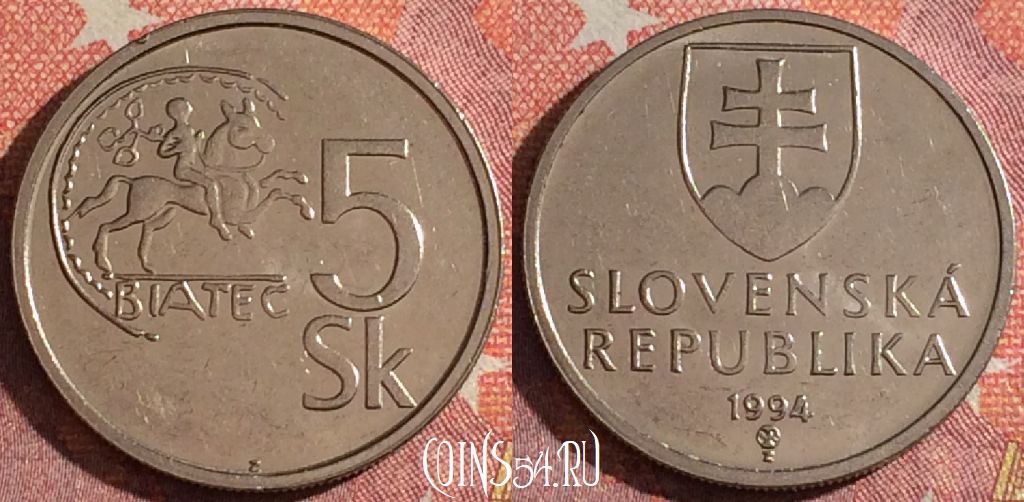 5
BIATEC
Sk
SLOVENSKÁ
REPUBLIKA
1994
COINS54.RU